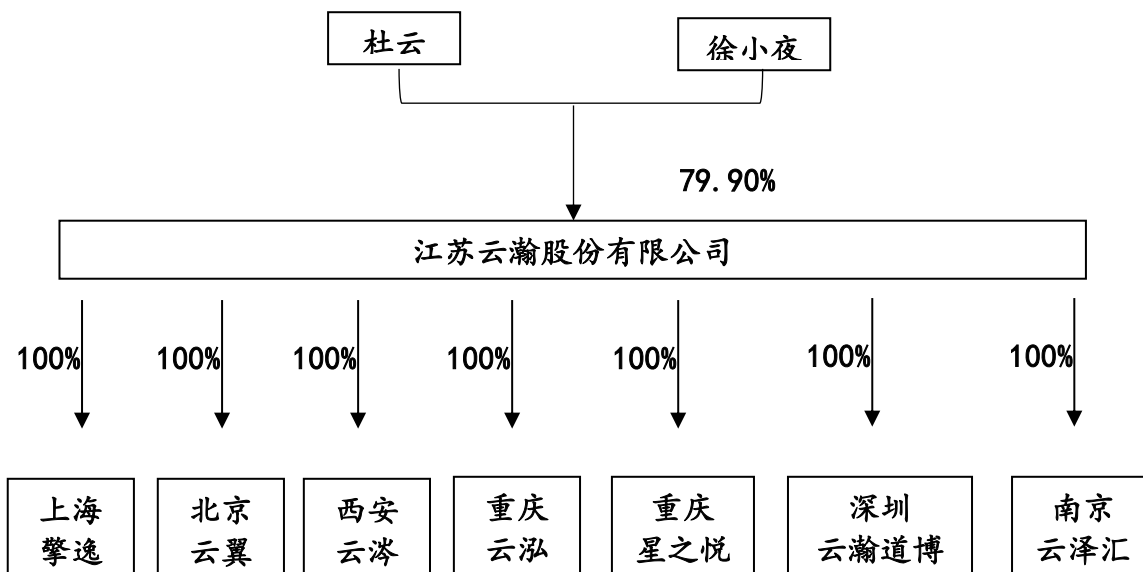 杜云
徐小夜
79.90%
江苏云瀚股份有限公司
100%
100%
100%
100%
100%
100%
100%
上海
擎逸
北京
云翼
西安
云涔
重庆
云泓
重庆
星之悦
深圳
云瀚道博
南京
云泽汇